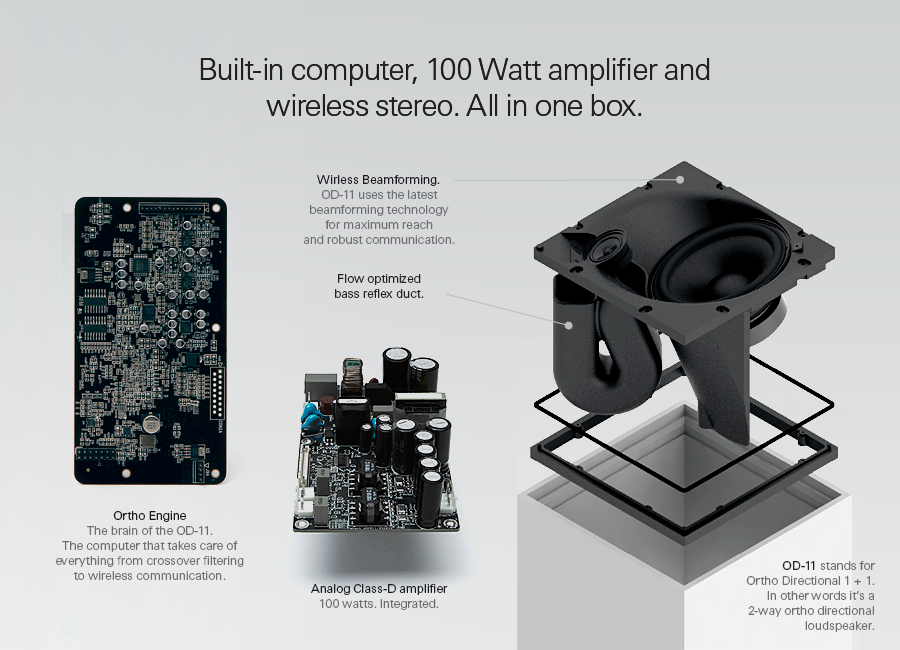 Built-in computer, 100 Watt amplifier and
wireless stereo. All in one box.
Wirless Beamforming.
OD-11 uses the latest
beamforming technology
for maximum reach
and robust communication.
Flow optimized
bass reflex duct.
Ortho Engine
The brain of the OD-11.
The computer that takes care of
everything from crossover filtering
to wireless communication.
Analog Class-D amplifier
100 watts. Integrated.
OD-11 stands for
Ortho Directional 1 + 1.
In other words it's a
2-way ortho directional
loudspeaker.